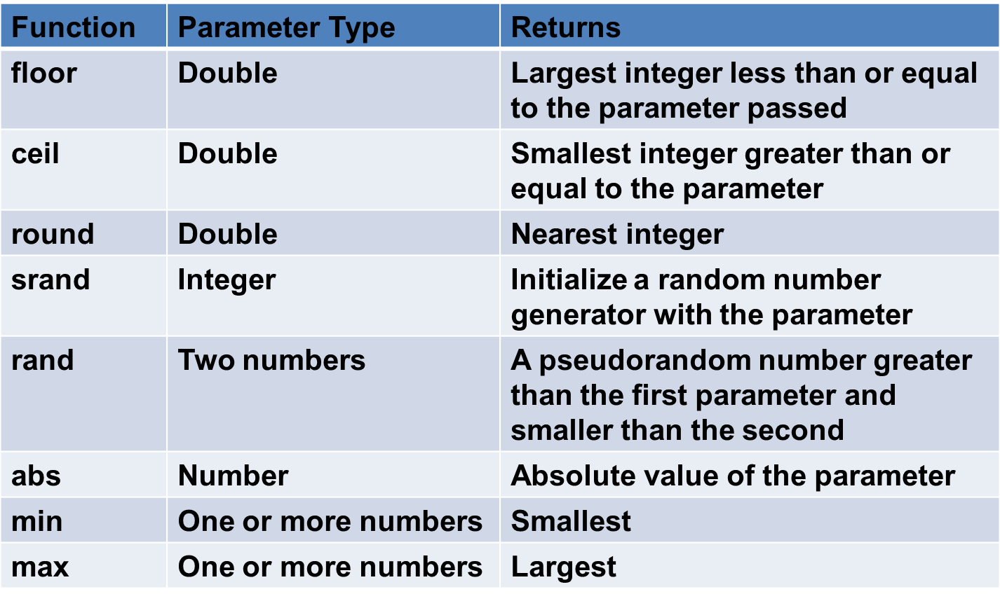 Function Parameter Type Returns
floor Double Largest integer less than or equal
to the parameter passed
ceil Double Smallest integer greater than or
equal to the parameter
round Double Nearest integer
srand Integer Initialize a random number
generator with the parameter
rand Two numbers A pseudorandom number greater
than the first parameter and
smaller than the second
abs Number Absolute value of the parameter
min One or more numbers Smallest
max One or more numbers Largest